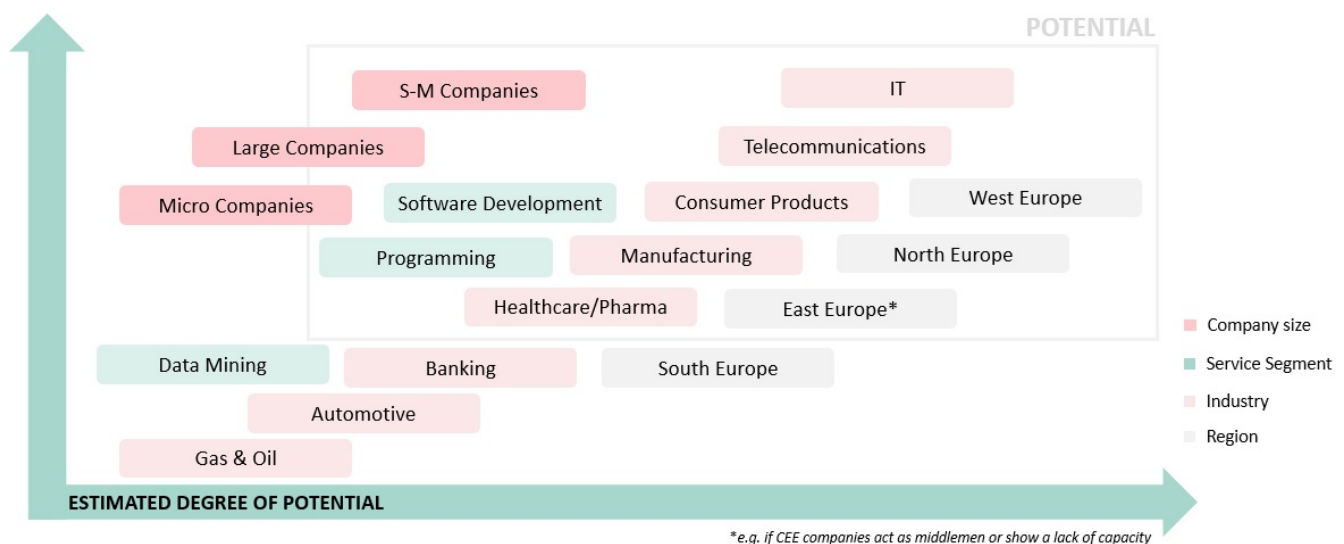 POTENTIAL
S-M Companies
IT
Large Companies
Telecommunications
Micro Companies
Software Development
Consumer Products
West Europe
Programming
Manufacturing
North Europe
Healthcare/Pharma
East Europe*
Data Mining
Banking
South Europe
Automotive
Gas & Oil
Company size
Service Segment
Industry
Region
ESTIMATED DEGREE OF POTENTIAL
*e.g. if CEE companies act as middlemen or show a lack of capacity